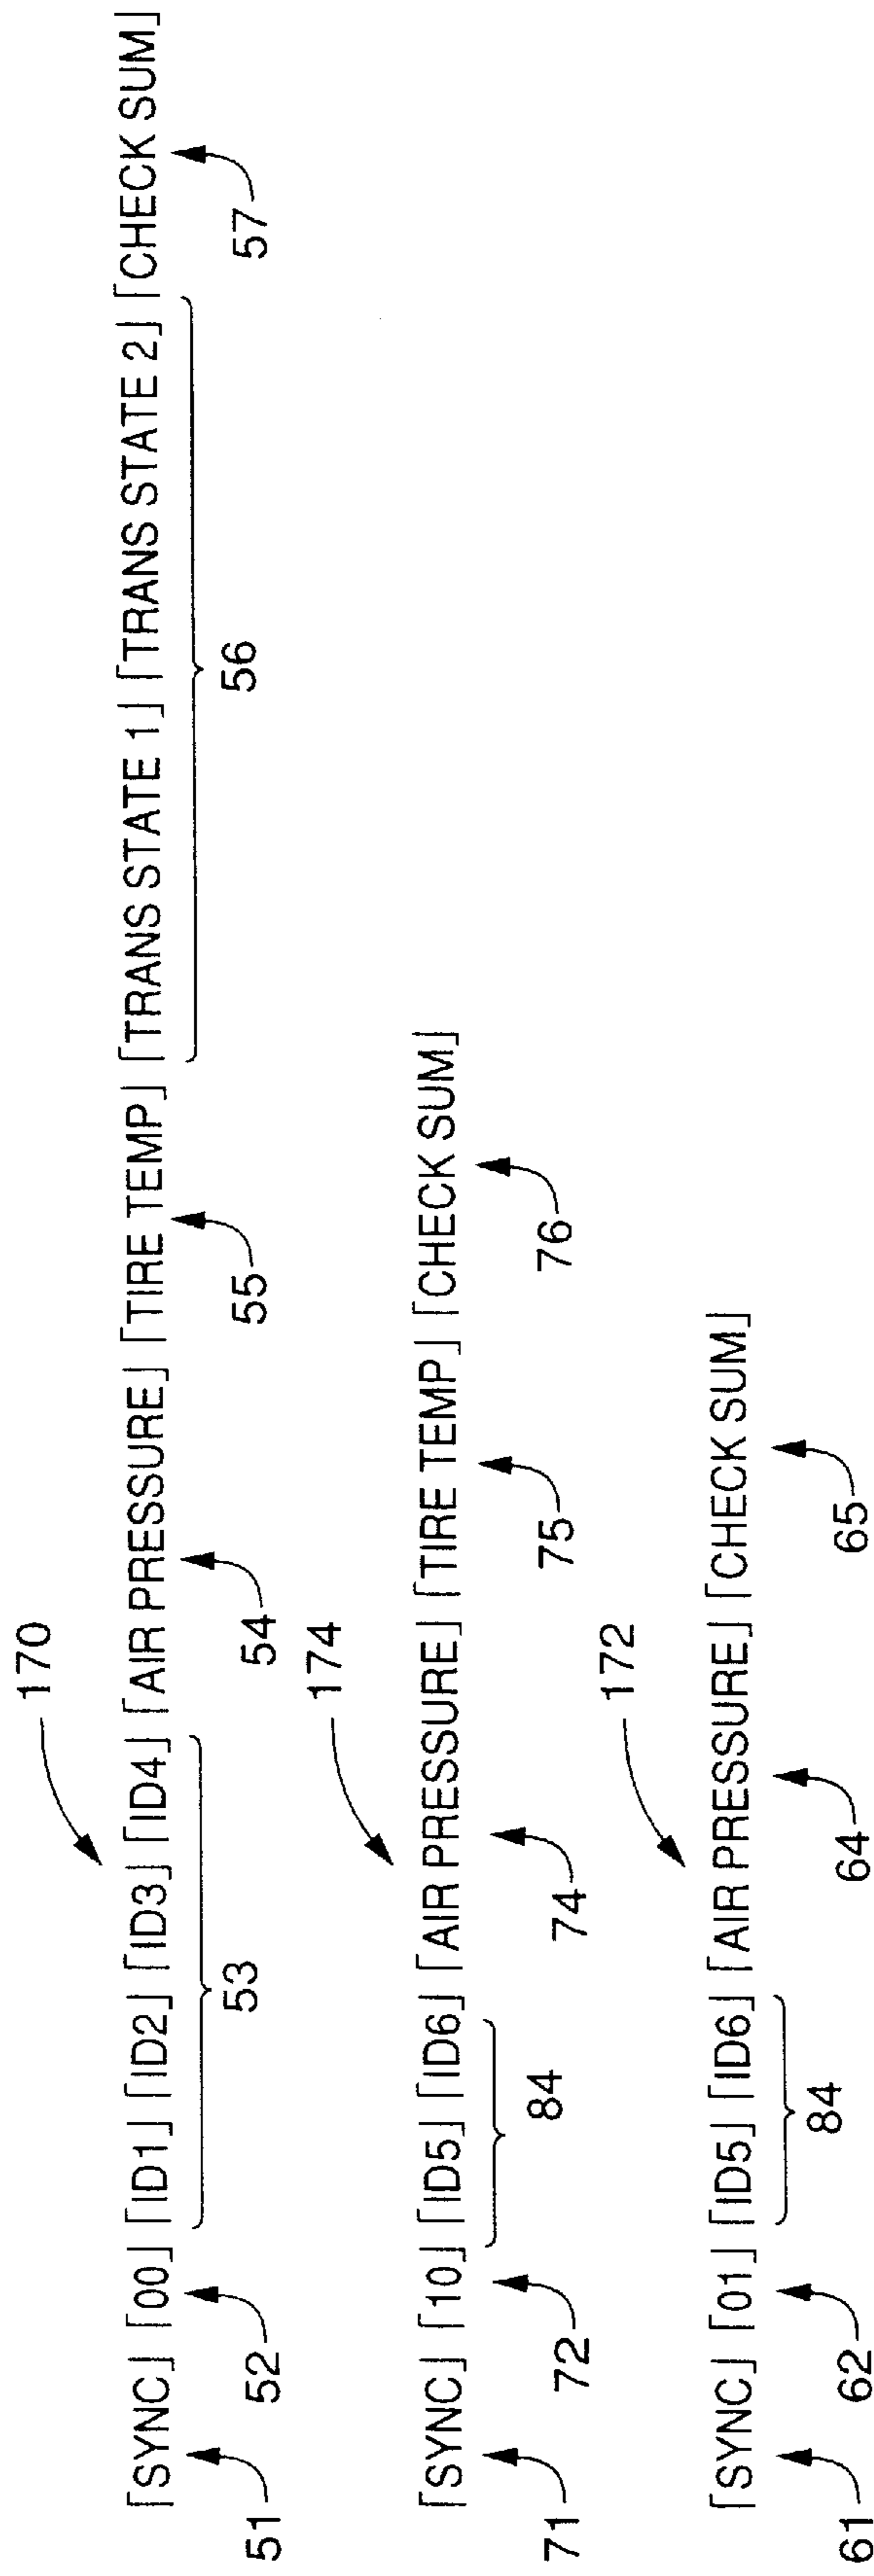 170
⌈SYNC⌋ ⌈00⌋ ⌈ID1⌋ ⌈ID2⌋ ⌈ID3⌋ ⌈ID4⌋ ⌈AIR PRESSURE⌋ ⌈TIRE TEMP⌋ ⌈TRANS STATE 1⌋ ⌈TRANS STATE 2⌋ ⌈CHECK SUM⌋
51 52 53 54 55 56 57
174
⌈SYNC⌋ ⌈10⌋ ⌈ID5⌋ ⌈ID6⌋ ⌈AIR PRESSURE⌋ ⌈TIRE TEMP⌋ ⌈CHECK SUM⌋
71 72 84 74 75 76
172
⌈SYNC⌋ ⌈01⌋ ⌈ID5⌋ ⌈ID6⌋ ⌈AIR PRESSURE⌋ ⌈CHECK SUM⌋
61 62 84 64 65